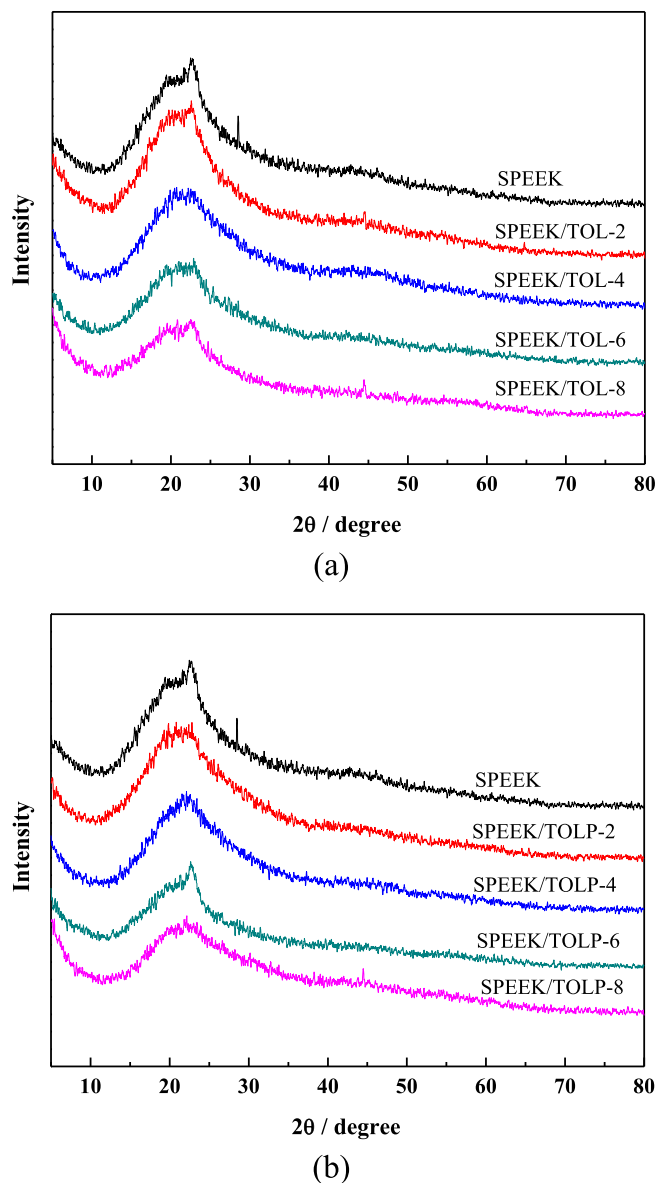 Intensity
SPEEK
SPEEK/TOL-2
SPEEK/TOL-4
SPEEK/TOL-6
SPEEK/TOL-8
10 20 30 40 50 60 70 80
2θ / degree
(a)
Intensity
SPEEK
SPEEK/TOLP-2
SPEEK/TOLP-4
SPEEK/TOLP-6
SPEEK/TOLP-8
10 20 30 40 50 60 70 80
2θ / degree
(b)